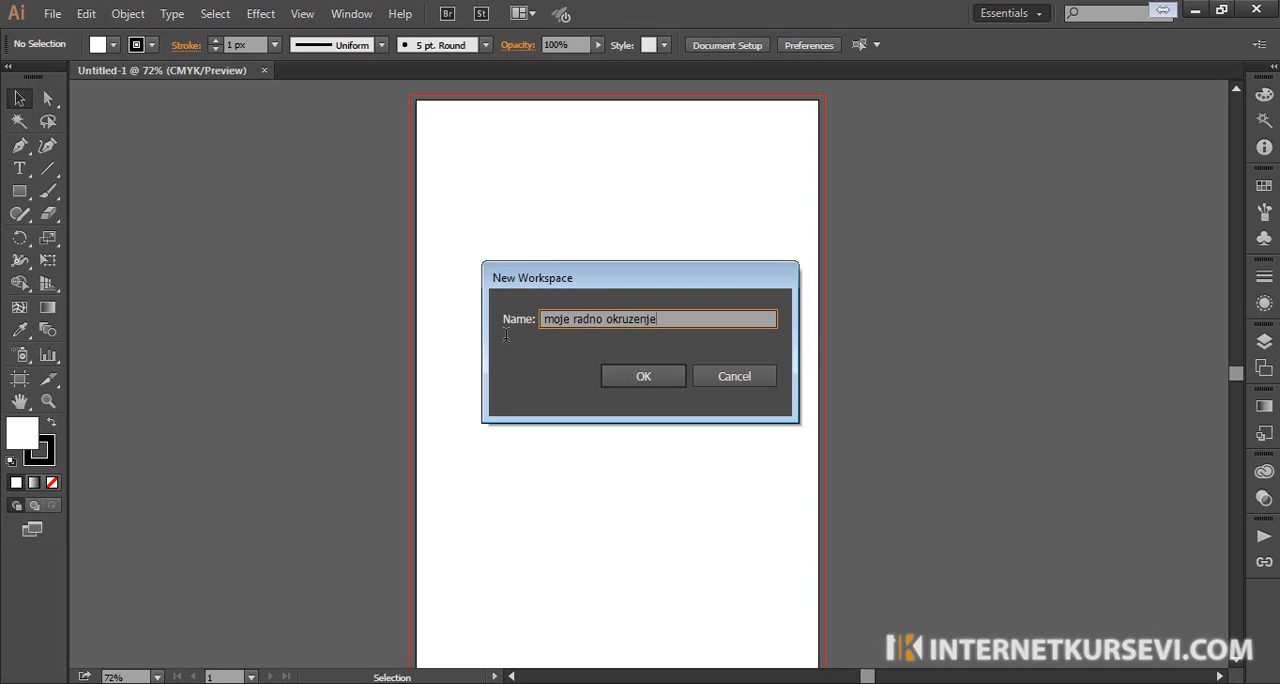 Ai File Edit Object Type Select Effect View Window Help Br St Essentials
No Selection Stroke: 1 px Uniform 5 pt. Round Opacity: 100% Style: Document Setup Preferences
Untitled-1 @ 72% (CMYK/Preview) ×
New Workspace
Name: moje radno okruzenje
OK Cancel
INTERNETKURSEVI.COM
72% 1 Selection